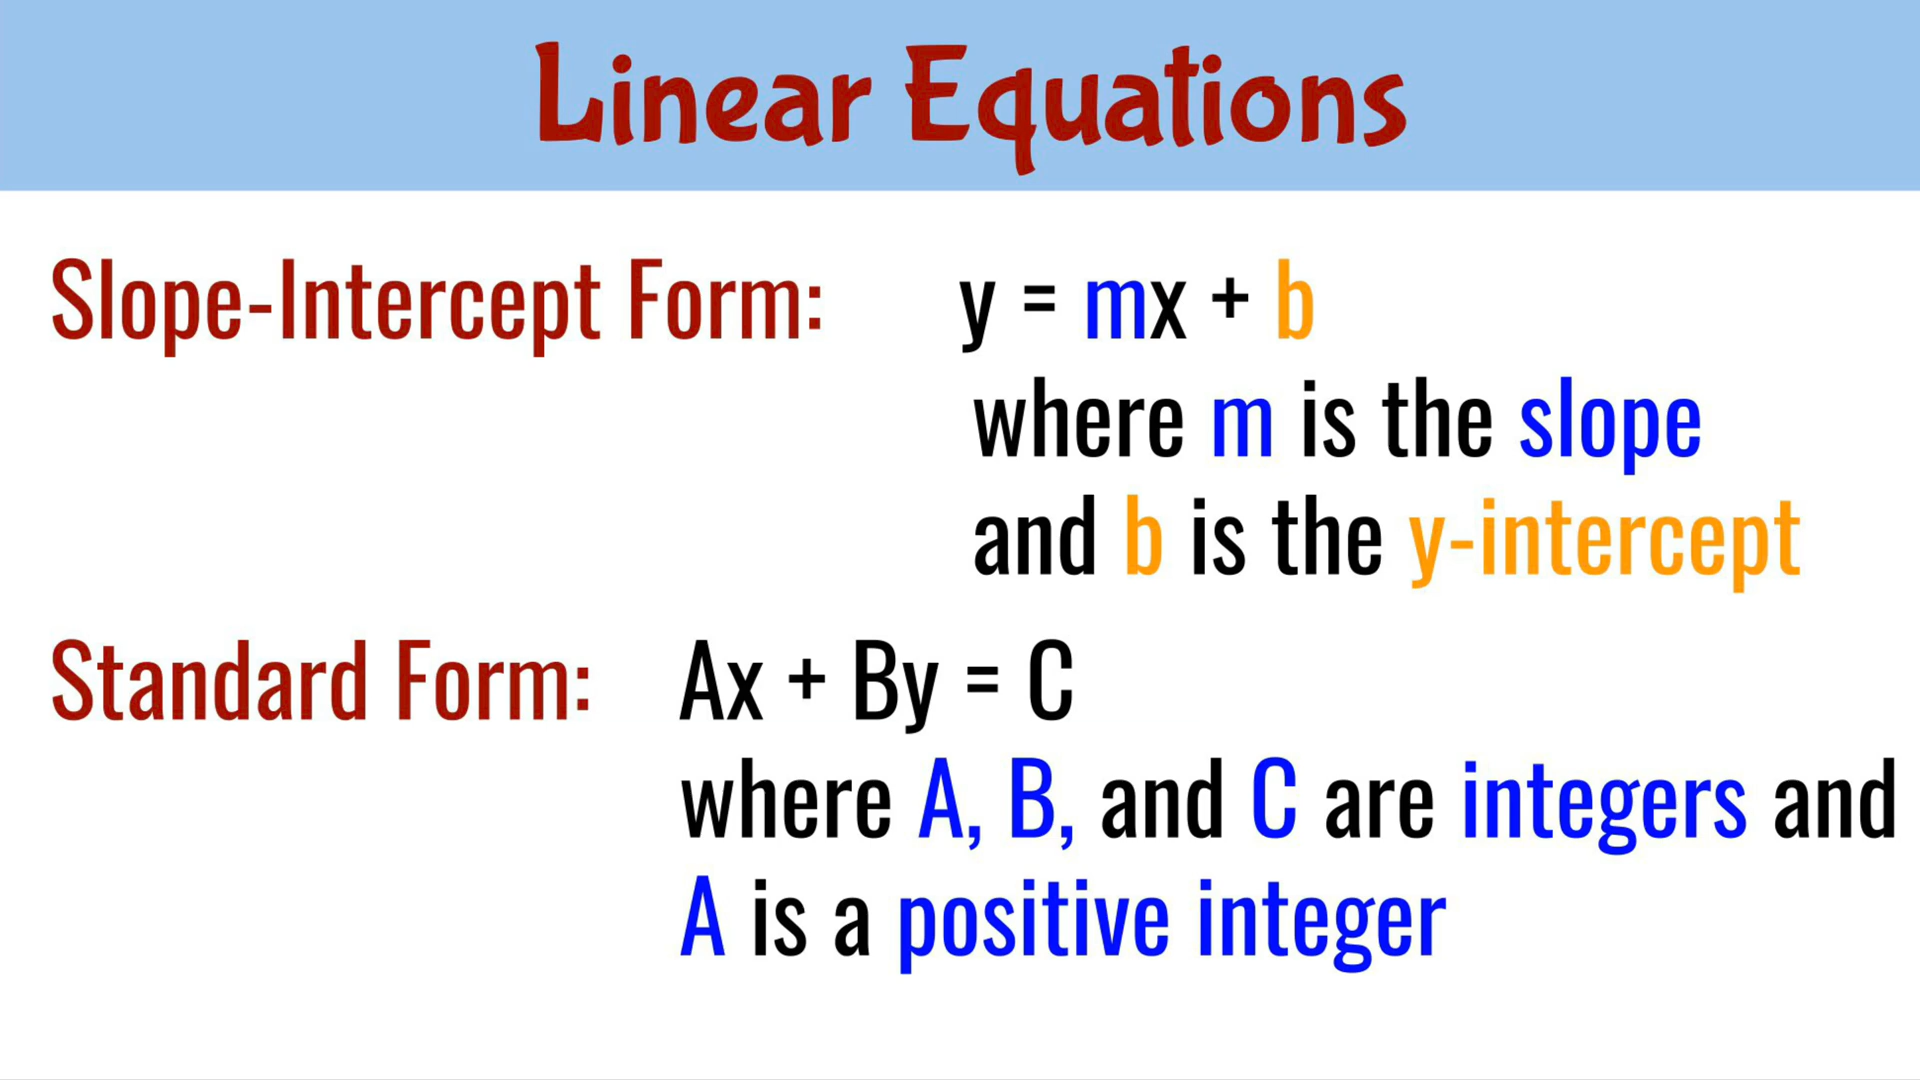 Linear Equations
Slope-Intercept Form: y = mx + b
where m is the slope
and b is the y-intercept
Standard Form: Ax + By = C
where A, B, and C are integers and
A is a positive integer